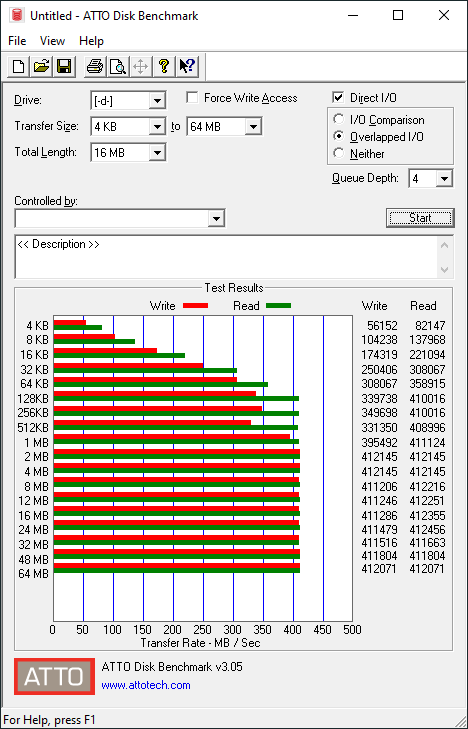 Untitled - ATTO Disk Benchmark
File View Help
Drive: [-d-] Force Write Access Direct I/O
Transfer Size: 4 KB to 64 MB I/O Comparison
Overlapped I/O
Total Length: 16 MB Neither
Queue Depth: 4
Controlled by:
Start
<< Description >>
Test Results
Write Read Write Read
4 KB 56152 82147
8 KB 104238 137968
16 KB 174319 221094
32 KB 250406 308067
64 KB 308067 358915
128KB 339738 410016
256KB 349698 410016
512KB 331350 408996
1 MB 395492 411124
2 MB 412145 412145
4 MB 412145 412145
8 MB 411206 412216
12 MB 411246 412251
16 MB 411286 412355
24 MB 411479 412456
32 MB 411516 411663
48 MB 411804 411804
64 MB 412071 412071
0 50 100 150 200 250 300 350 400 450 500
Transfer Rate - MB / Sec
ATTO
ATTO Disk Benchmark v3.05
www.attotech.com
For Help, press F1